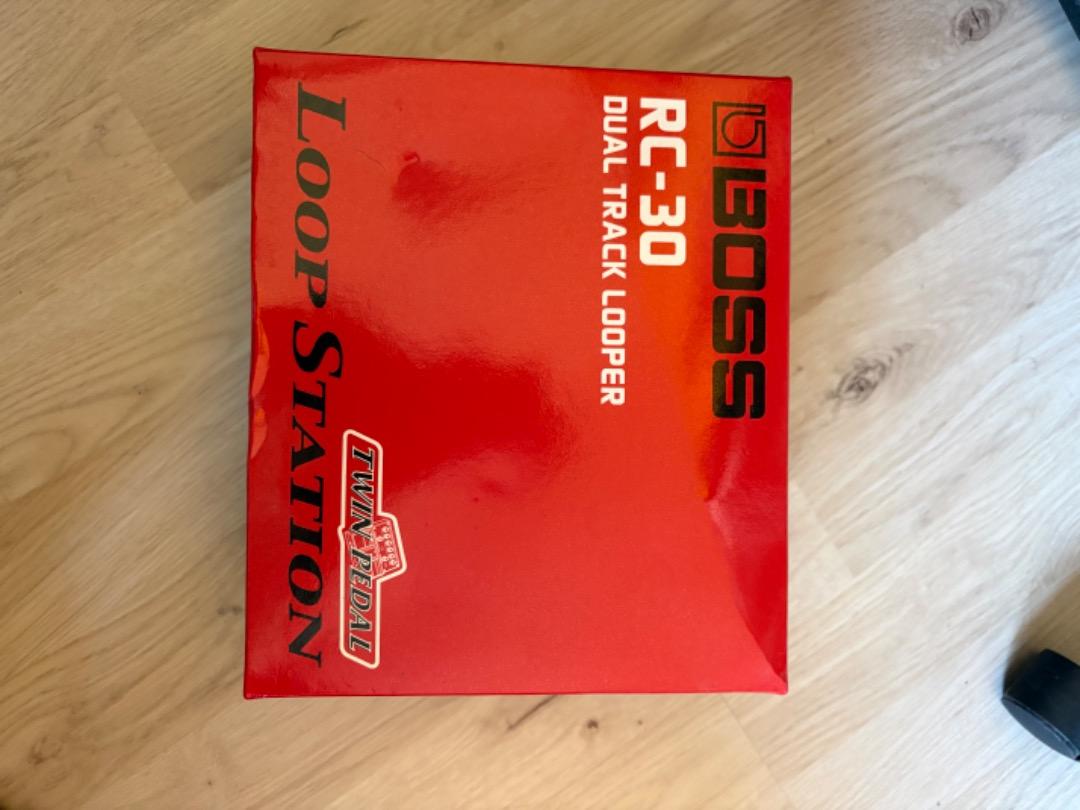 BOSS
RC-30
DUAL TRACK LOOPER
TWIN PEDAL
LOOP STATION